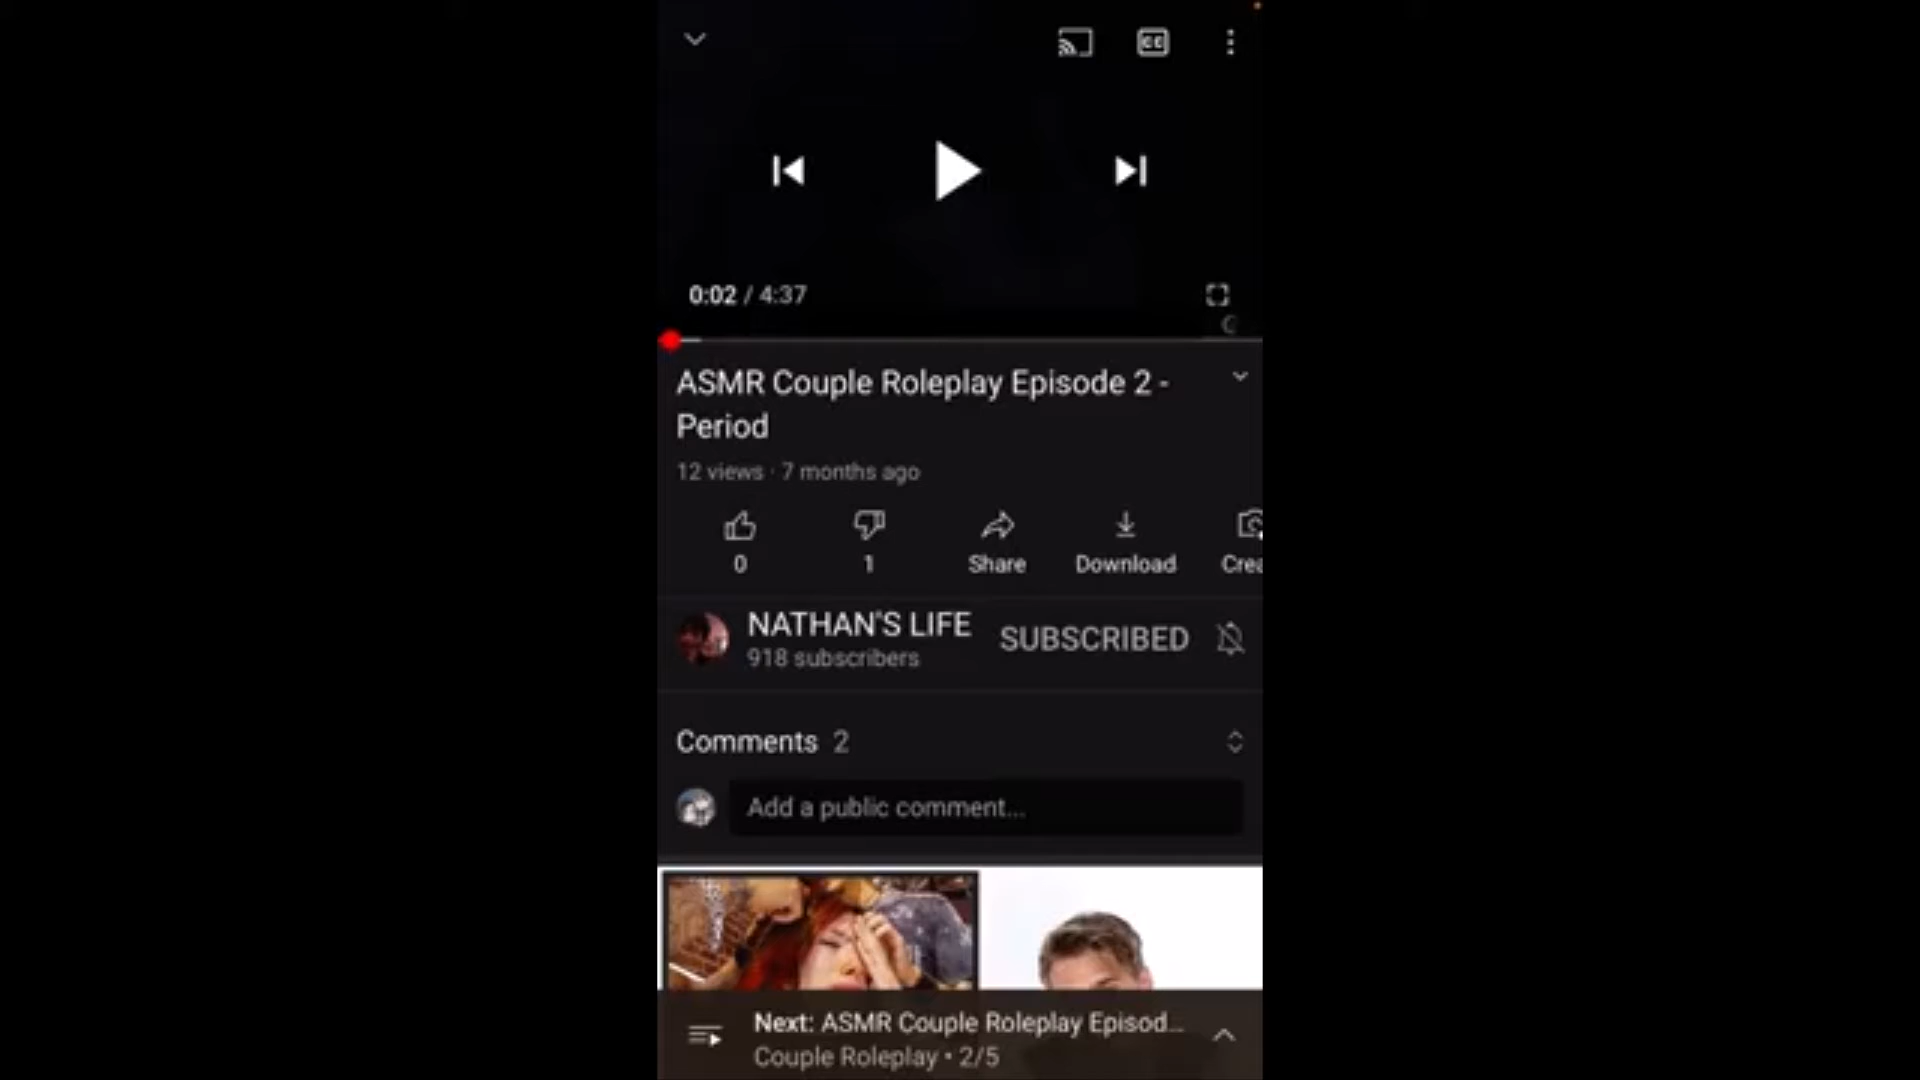 CC
0:02 / 4:37
ASMR Couple Roleplay Episode 2 -
Period
12 views · 7 months ago
0
1
Share
Download
Crea
NATHAN'S LIFE
918 subscribers
SUBSCRIBED
Comments 2
Add a public comment...
Next: ASMR Couple Roleplay Episod...
Couple Roleplay • 2/5